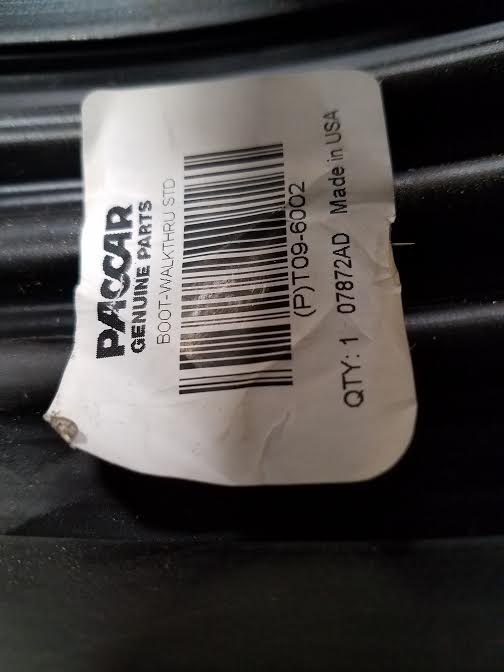 PACCAR
GENUINE PARTS
BOOT-WALKTHRU STD
(P)T09-6002
QTY: 1 07872AD Made in USA